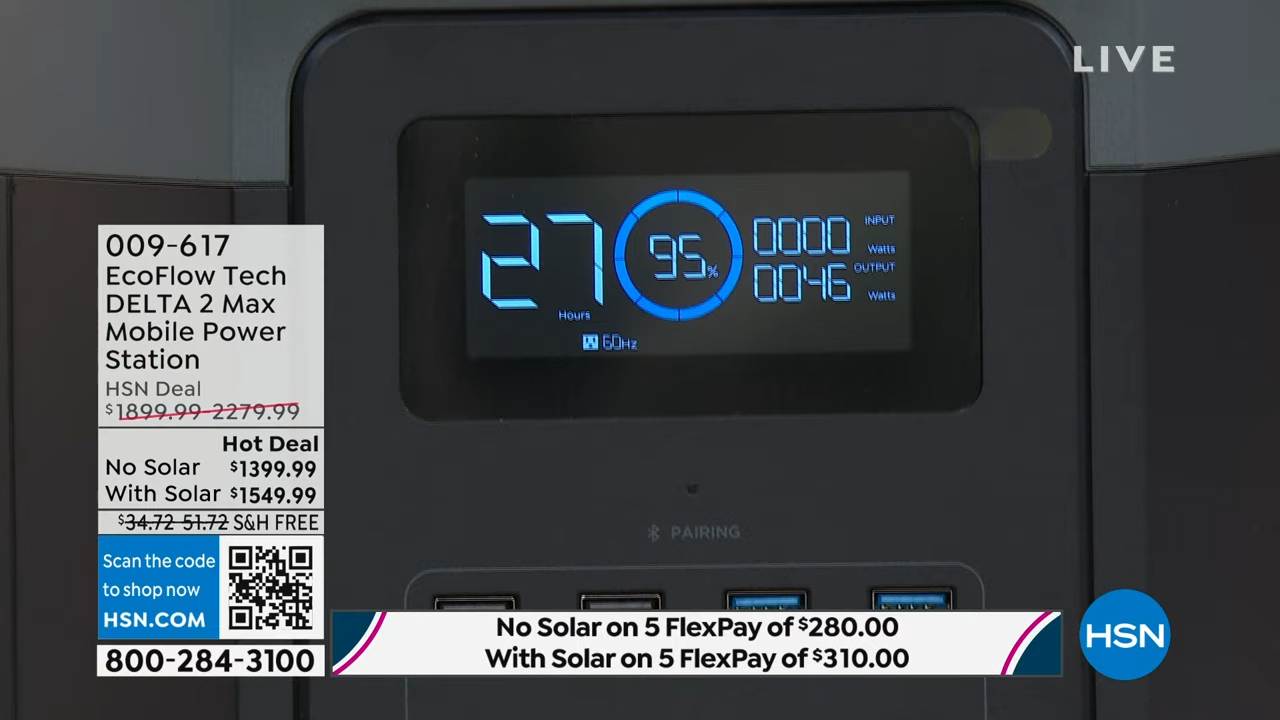 LIVE
27
Hours
95%
0000
INPUT
Watts
0046
OUTPUT
Watts
60Hz
PAIRING
009-617
EcoFlow Tech
DELTA 2 Max
Mobile Power
Station
HSN Deal
$1899.99-2279.99
Hot Deal
No Solar $1399.99
With Solar $1549.99
$34.72-51.72 S&H FREE
Scan the code
to shop now
HSN.COM
800-284-3100
No Solar on 5 FlexPay of $280.00
With Solar on 5 FlexPay of $310.00
HSN